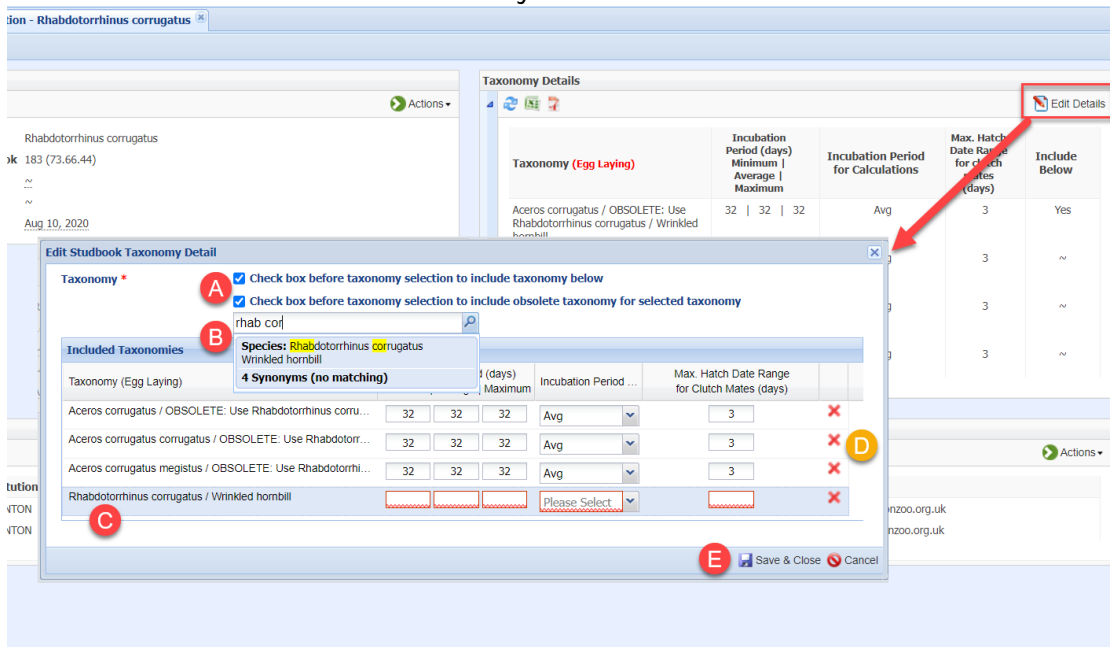 tion - Rhabdotorrhinus corrugatus
Taxonomy Details
Actions
Edit Details
Rhabdotorrhinus corrugatus
ok 183 (73.66.44)
~
~
Aug 10, 2020
Taxonomy (Egg Laying)
Incubation
Period (days)
Minimum |
Average |
Maximum
Incubation Period
for Calculations
Max. Hatch
Date Range
for clutch
mates
(days)
Include
Below
Aceros corrugatus / OBSOLETE: Use
Rhabdotorrhinus corrugatus / Wrinkled
hornbill
32 | 32 | 32
Avg
3
Yes
3
~
3
~
3
~
Edit Studbook Taxonomy Detail
Taxonomy *
A
Check box before taxonomy selection to include taxonomy below
Check box before taxonomy selection to include obsolete taxonomy for selected taxonomy
B
rhab cor
Species: Rhabdotorrhinus corrugatus
Wrinkled hornbill
4 Synonyms (no matching)
Included Taxonomies
Taxonomy (Egg Laying)
(days)
| Maximum
Incubation Period ...
Max. Hatch Date Range
for Clutch Mates (days)
Aceros corrugatus / OBSOLETE: Use Rhabdotorrhinus corru... 32 32 32 Avg 3
Aceros corrugatus corrugatus / OBSOLETE: Use Rhabdotorr... 32 32 32 Avg 3
D
Aceros corrugatus megistus / OBSOLETE: Use Rhabdotorrhi... 32 32 32 Avg 3
Rhabdotorrhinus corrugatus / Wrinkled hornbill Please Select
C
E
Save & Close
Cancel
Actions
tution
NTON
NTON
onzoo.org.uk
nzoo.org.uk